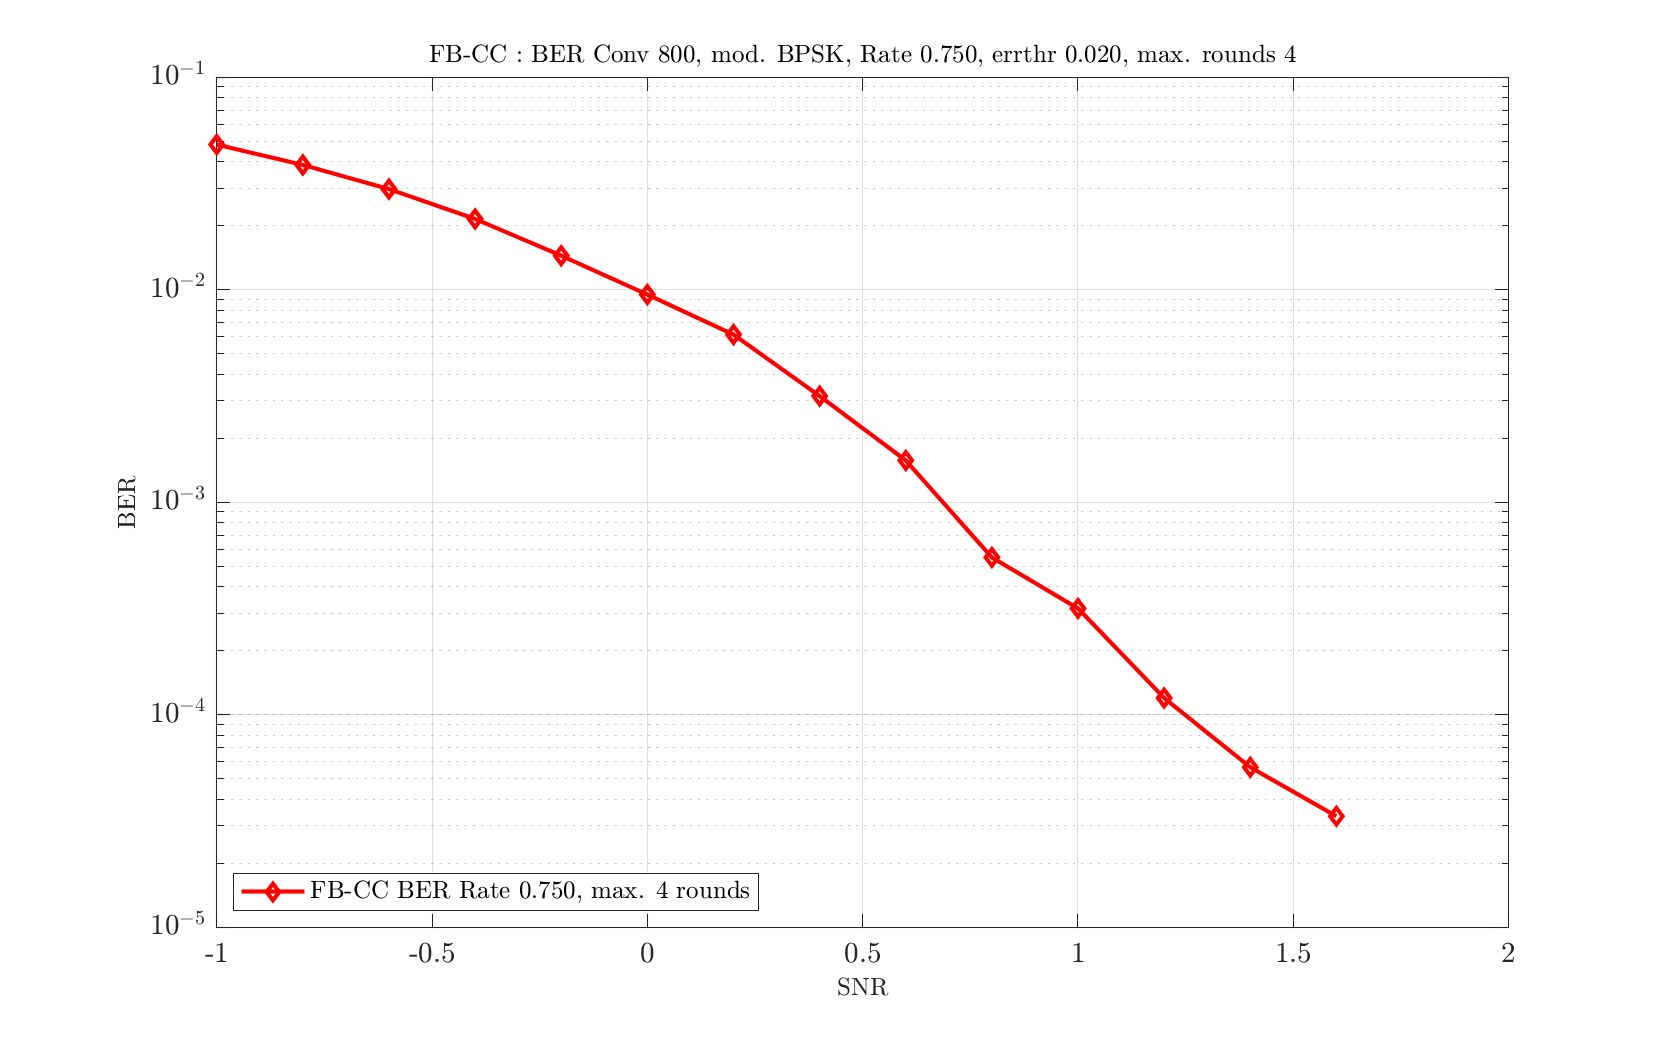 FB-CC : BER Conv 800, mod. BPSK, Rate 0.750, errthr 0.020, max. rounds 4
10⁻¹
10⁻²
10⁻³
10⁻⁴
10⁻⁵
BER
FB-CC BER Rate 0.750, max. 4 rounds
-1 -0.5 0 0.5 1 1.5 2
SNR